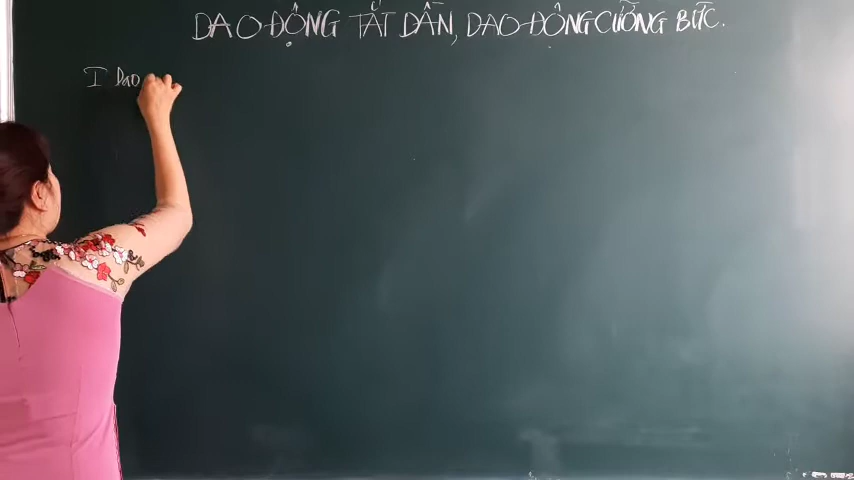 DAO ĐỘNG TẮT DẦN, DAO ĐỘNG CƯỠNG BỨC.
I Dao